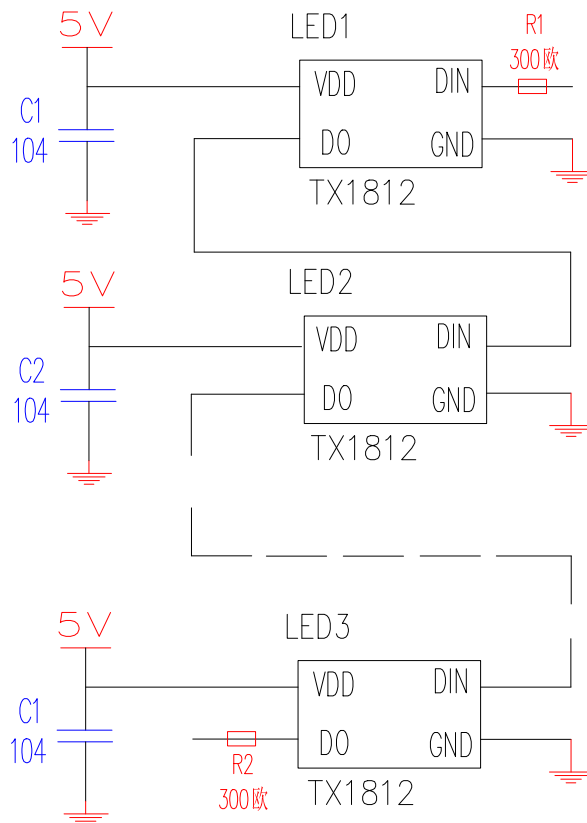 5V
LED1
R1
300欧
VDD
DIN
C1
104
DO
GND
TX1812
5V
LED2
VDD
DIN
C2
104
DO
GND
TX1812
5V
LED3
VDD
DIN
C1
104
DO
GND
R2
300欧
TX1812